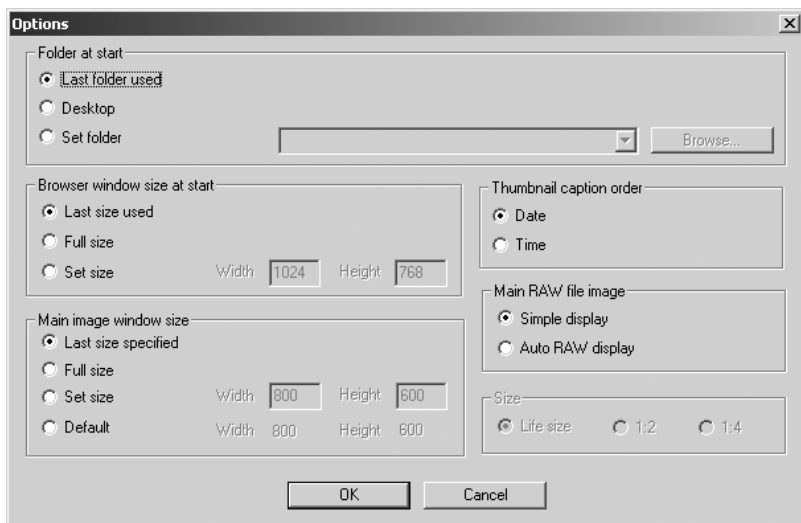 Options
Folder at start
Last folder used
Desktop
Set folder
Browse...
Browser window size at start
Last size used
Full size
Set size Width 1024 Height 768
Thumbnail caption order
Date
Time
Main RAW file image
Simple display
Auto RAW display
Main image window size
Last size specified
Full size
Set size Width 800 Height 600
Default Width 800 Height 600
Size
Life size 1:2 1:4
OK Cancel